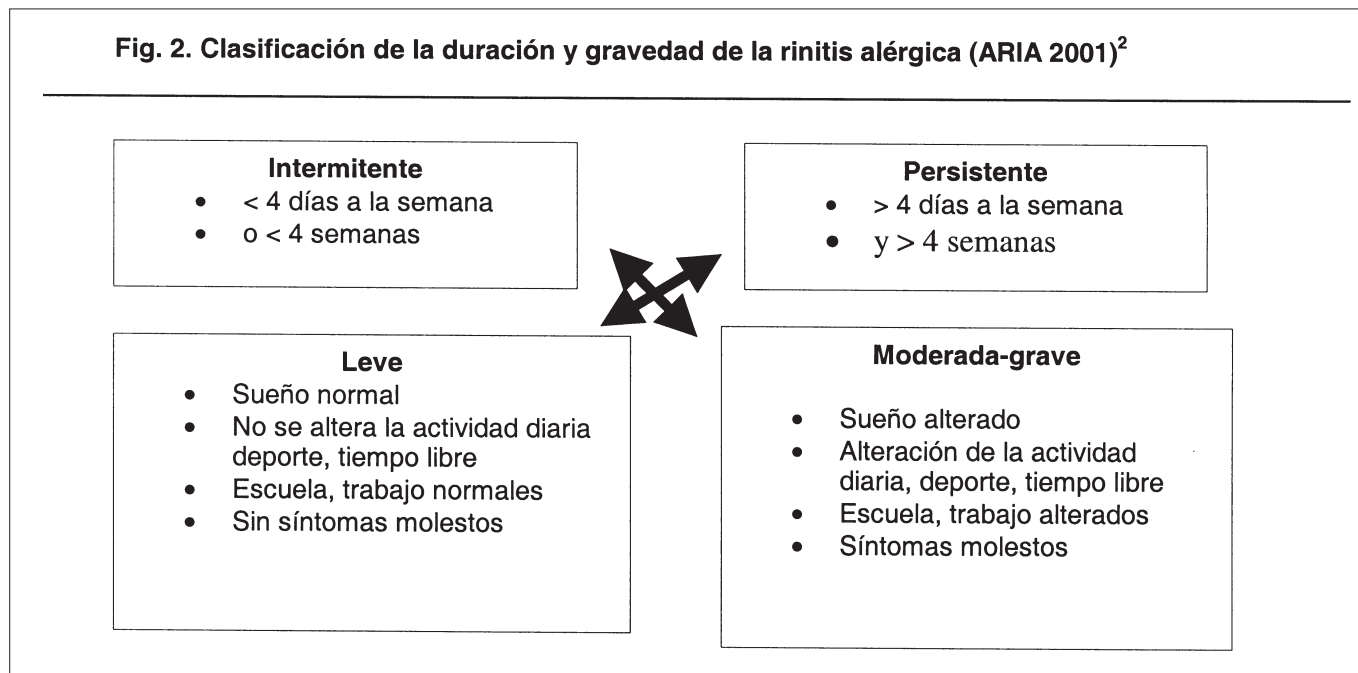 Fig. 2. Clasificación de la duración y gravedad de la rinitis alérgica (ARIA 2001)2
Intermitente
• < 4 días a la semana
• o < 4 semanas
Persistente
• > 4 días a la semana
• y > 4 semanas
Leve
• Sueño normal
• No se altera la actividad diaria
deporte, tiempo libre
• Escuela, trabajo normales
• Sin síntomas molestos
Moderada-grave
• Sueño alterado
• Alteración de la actividad
diaria, deporte, tiempo libre
• Escuela, trabajo alterados
• Síntomas molestos